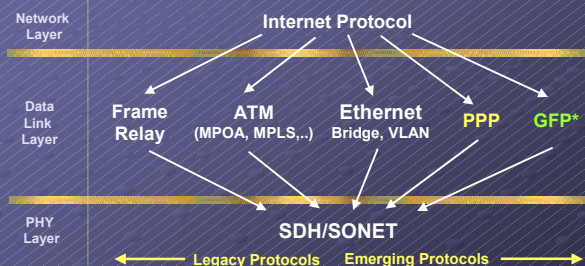 Network
Layer
Internet Protocol
Data
Link
Layer
Frame
Relay
ATM
(MPOA, MPLS,..)
Ethernet
Bridge, VLAN
PPP
GFP*
PHY
Layer
SDH/SONET
Legacy Protocols
Emerging Protocols